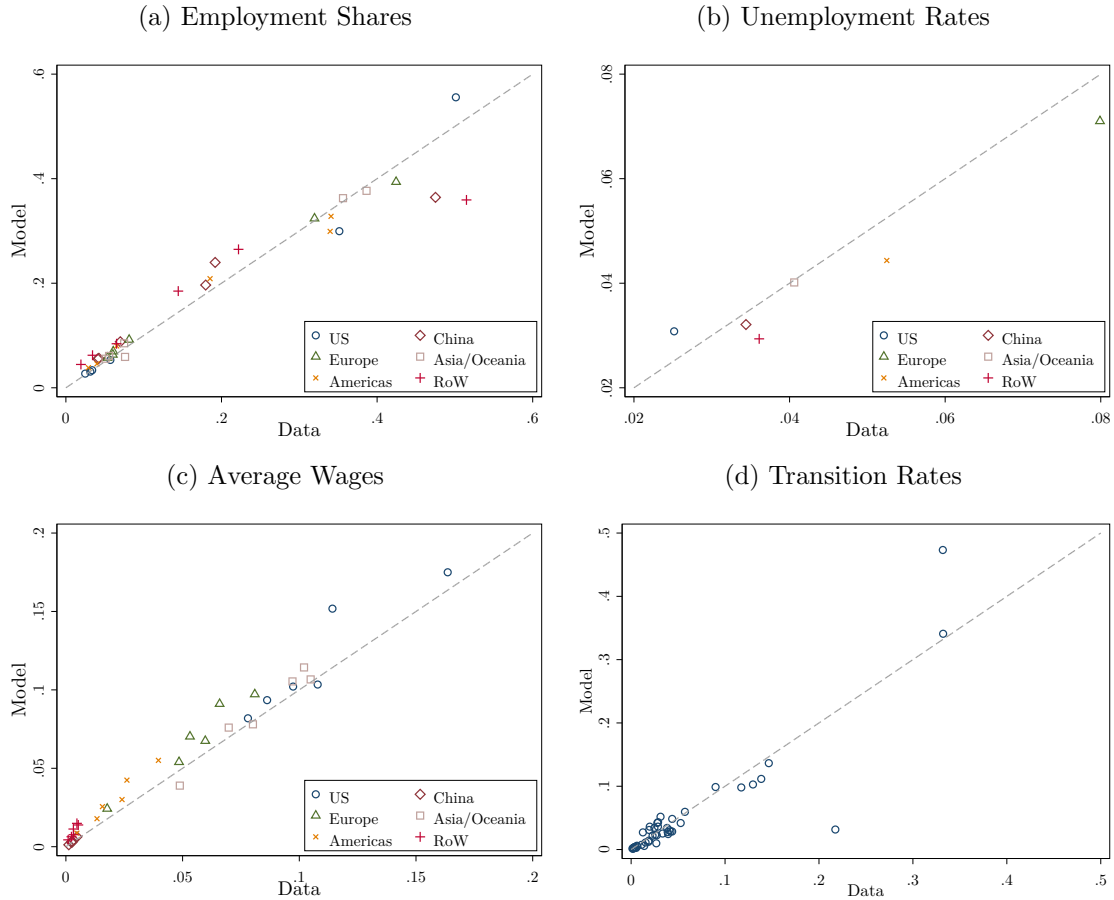 (a) Employment Shares
.6
.4
.2
0
Model
0 .2 .4 .6
Data
US China
Europe Asia/Oceania
Americas RoW
(b) Unemployment Rates
.08
.06
.04
.02
Model
.02 .04 .06 .08
Data
US China
Europe Asia/Oceania
Americas RoW
(c) Average Wages
.2
.15
.1
.05
0
Model
0 .05 .1 .15 .2
Data
US China
Europe Asia/Oceania
Americas RoW
(d) Transition Rates
.5
.4
.3
.2
.1
0
Model
0 .1 .2 .3 .4 .5
Data